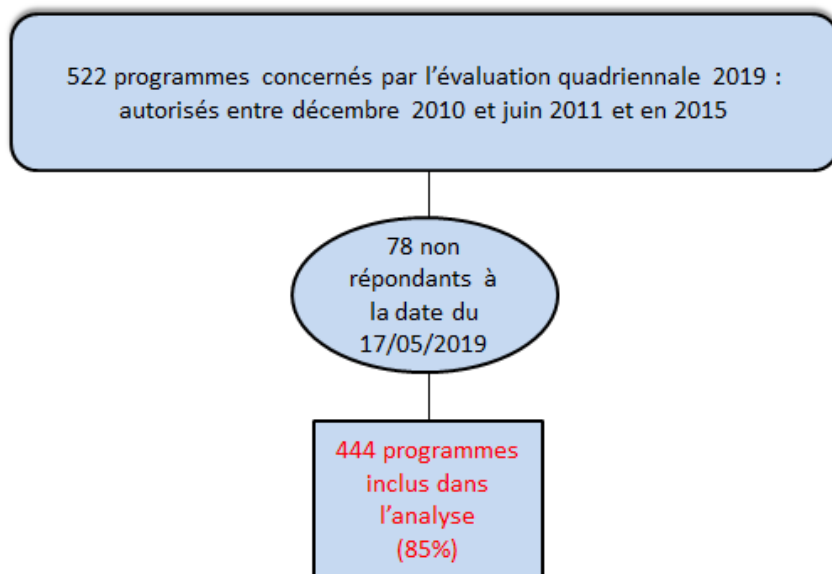 522 programmes concernés par l’évaluation quadriennale 2019 :
autorisés entre décembre 2010 et juin 2011 et en 2015
78 non
répondants à
la date du
17/05/2019
444 programmes
inclus dans
l’analyse
(85%)